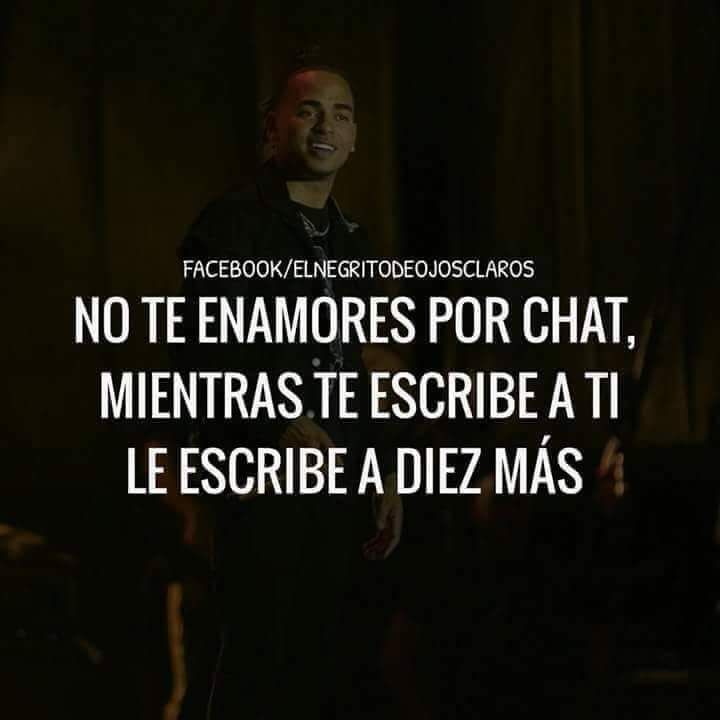 FACEBOOK/ELNEGRITODEOJOSCLAROS
NO TE ENAMORES POR CHAT,
MIENTRAS TE ESCRIBE A TI
LE ESCRIBE A DIEZ MÁS